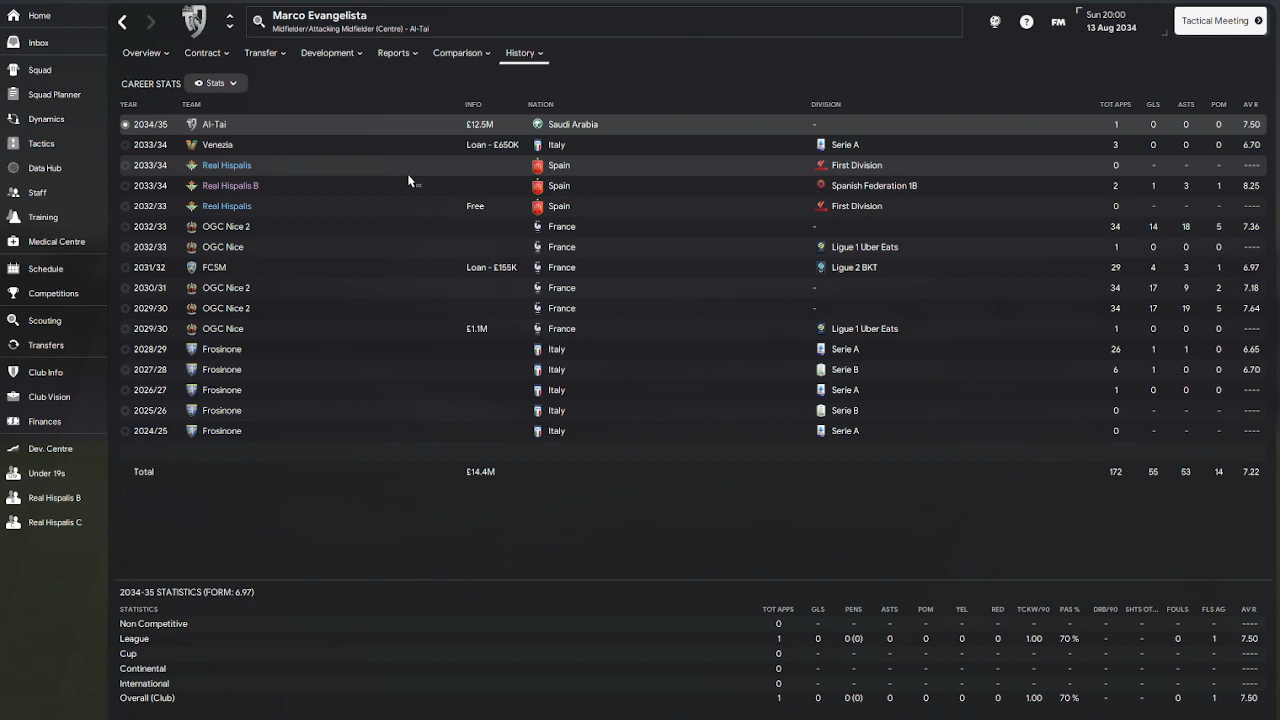 Home
Inbox
Squad
Squad Planner
Dynamics
Tactics
Data Hub
Staff
Training
Medical Centre
Schedule
Competitions
Scouting
Transfers
Club Info
Club Vision
Finances
Dev. Centre
Under 19s
Real Hispalis B
Real Hispalis C
Marco Evangelista
Midfielder/Attacking Midfielder (Centre) - Al-Tai
FM
Sun 20:00
13 Aug 2034
Tactical Meeting
Overview Contract Transfer Development Reports Comparison History
CAREER STATS Stats
YEAR TEAM INFO NATION DIVISION TOT APPS GLS ASTS POM AV R
2034/35 Al-Tai £12.5M Saudi Arabia - 1 0 0 0 7.50
2033/34 Venezia Loan - £650K Italy Serie A 3 0 0 0 6.70
2033/34 Real Hispalis Spain First Division 0 - - - ----
2033/34 Real Hispalis B Spain Spanish Federation 1B 2 1 3 1 8.25
2032/33 Real Hispalis Free Spain First Division 0 - - - ----
2032/33 OGC Nice 2 France - 34 14 18 5 7.36
2032/33 OGC Nice France Ligue 1 Uber Eats 1 0 0 0 ----
2031/32 FCSM Loan - £155K France Ligue 2 BKT 29 4 3 1 6.97
2030/31 OGC Nice 2 France - 34 17 9 2 7.18
2029/30 OGC Nice 2 France - 34 17 19 5 7.64
2029/30 OGC Nice £1.1M France Ligue 1 Uber Eats 1 0 0 0 ----
2028/29 Frosinone Italy Serie A 26 1 1 0 6.65
2027/28 Frosinone Italy Serie B 6 1 0 0 6.70
2026/27 Frosinone Italy Serie A 1 0 0 0 ----
2025/26 Frosinone Italy Serie B 0 - - - ----
2024/25 Frosinone Italy Serie A 0 - - - ----
Total £14.4M 172 55 53 14 7.22
2034-35 STATISTICS (FORM: 6.97)
STATISTICS TOT APPS GLS PENS ASTS POM YEL RED TCKW/90 PAS % DRB/90 SHTS OT... FOULS FLS AG AV R
Non Competitive 0 - - - - - - - - - - - - ----
League 1 0 0 (0) 0 0 0 0 1.00 70 % - - 0 1 7.50
Cup 0 - - - - - - - - - - - - ----
Continental 0 - - - - - - - - - - - - ----
International 0 - - - - - - - - - - - - ----
Overall (Club) 1 0 0 (0) 0 0 0 0 1.00 70 % - - 0 1 7.50